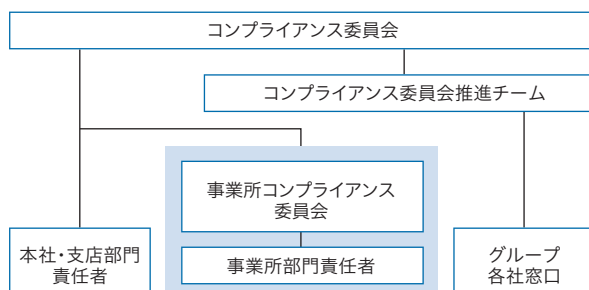 コンプライアンス委員会
コンプライアンス委員会推進チーム
事業所コンプライアンス
委員会
本社・支店部門
責任者
事業所部門責任者
グループ
各社窓口